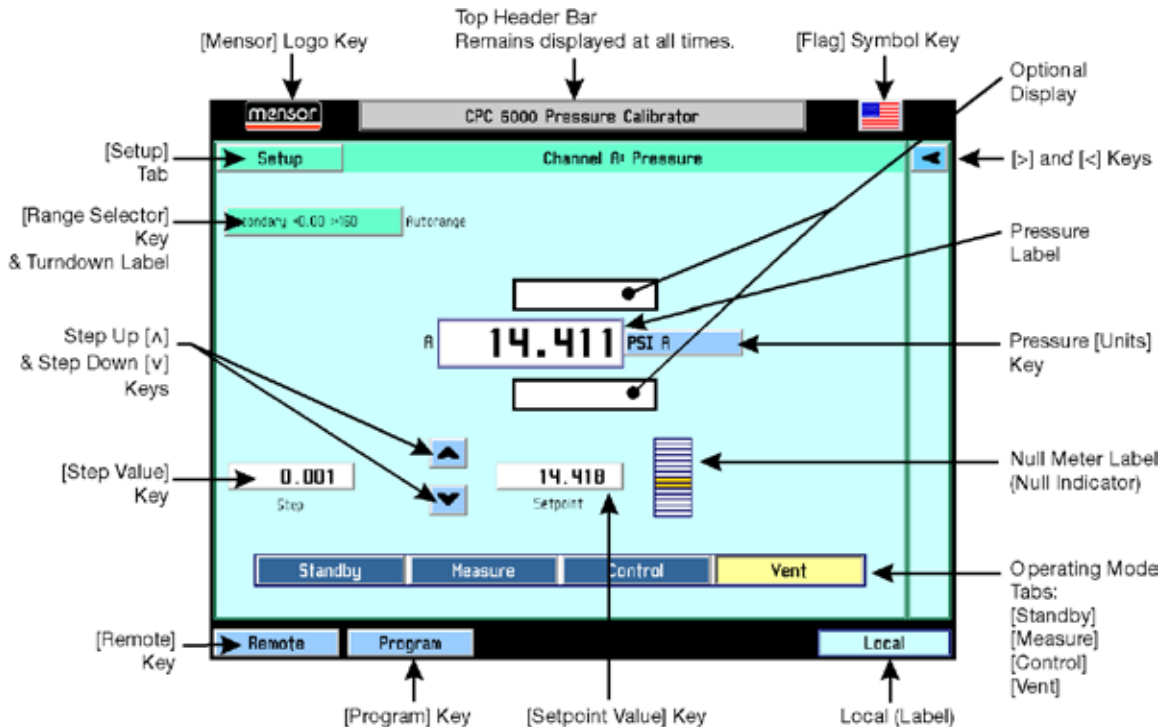 Top Header Bar
Remains displayed at all times.
[Mensor] Logo Key
[Flag] Symbol Key
Optional
Display
mensor
CPC 6000 Pressure Calibrator
[Setup]
Tab
Setup
Channel A: Pressure
[>] and [<] Keys
[Range Selector]
Key
& Turndown Label
Autorange
Pressure
Label
Step Up [∧]
& Step Down [∨]
Keys
A
14.411
PSI A
Pressure [Units]
Key
[Step Value]
Key
0.001
Step
14.418
Setpoint
Null Meter Label
(Null Indicator)
Standby
Measure
Control
Vent
Operating Mode
Tabs:
[Standby]
[Measure]
[Control]
[Vent]
[Remote]
Key
Remote
Program
Local
[Program] Key
[Setpoint Value] Key
Local (Label)